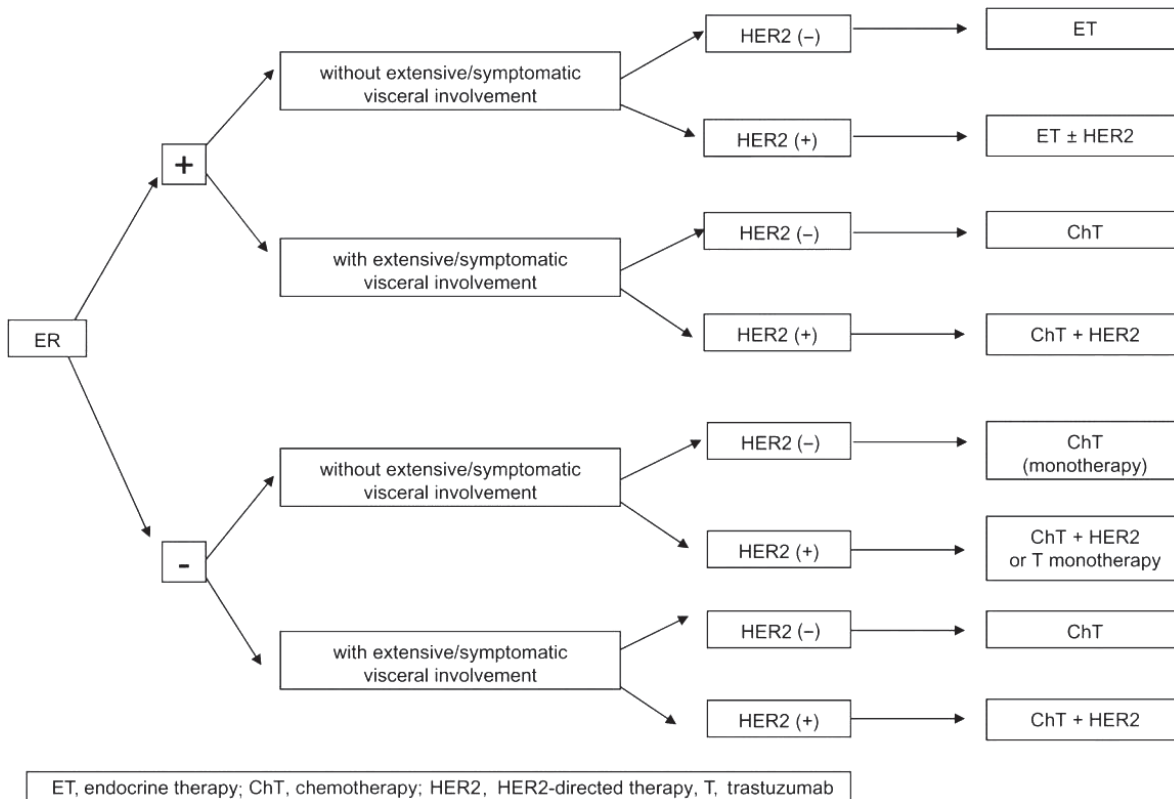 HER2 (–)
ET
without extensive/symptomatic
visceral involvement
HER2 (+)
ET ± HER2
+
HER2 (–)
ChT
with extensive/symptomatic
visceral involvement
HER2 (+)
ChT + HER2
ER
HER2 (–)
ChT
(monotherapy)
without extensive/symptomatic
visceral involvement
HER2 (+)
ChT + HER2
or T monotherapy
-
HER2 (–)
ChT
with extensive/symptomatic
visceral involvement
HER2 (+)
ChT + HER2
ET, endocrine therapy; ChT, chemotherapy; HER2, HER2-directed therapy, T, trastuzumab